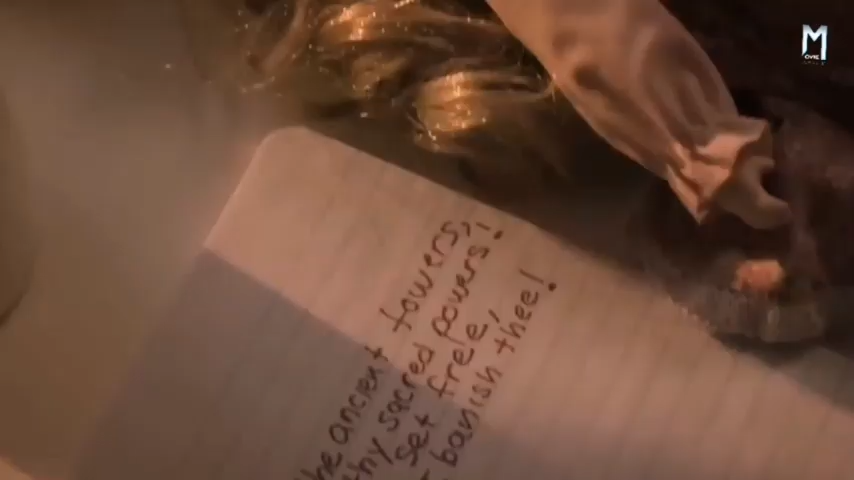 the ancient towers,
thy sacred powers!
set free,
banish thee!
M